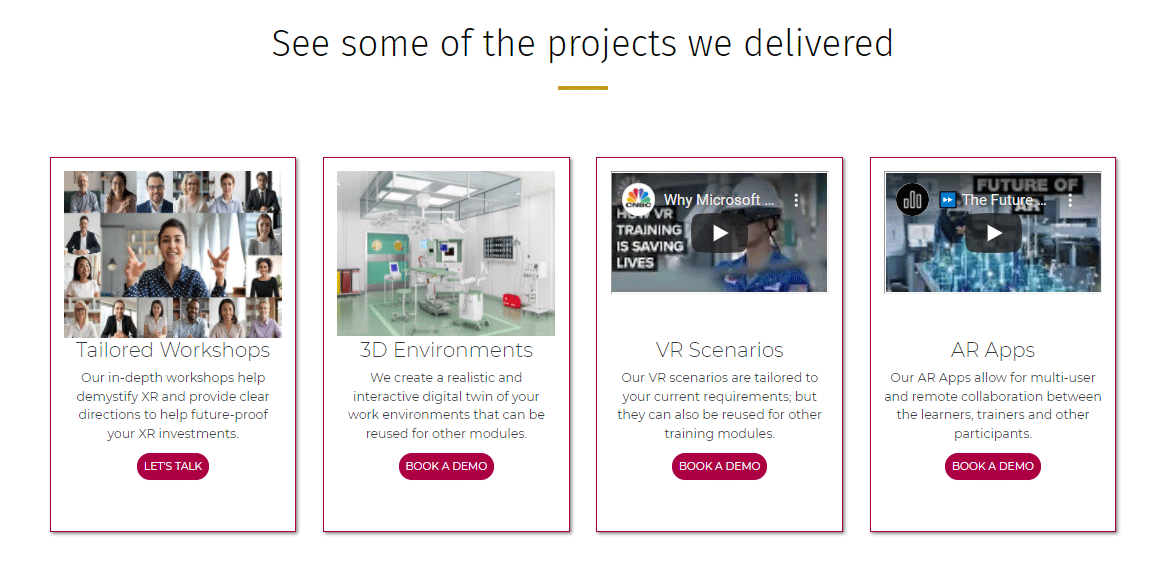 See some of the projects we delivered
Tailored Workshops
Our in-depth workshops help
demystify XR and provide clear
directions to help future-proof
your XR investments.
LET'S TALK
3D Environments
We create a realistic and
interactive digital twin of your
work environments that can be
reused for other modules.
BOOK A DEMO
CNBC
Why Microsoft ...
HOW VR
TRAINING
IS SAVING
LIVES
VR Scenarios
Our VR scenarios are tailored to
your current requirements; but
they can also be reused for other
training modules.
BOOK A DEMO
FUTURE OF
AR
The Future ...
AR Apps
Our AR Apps allow for multi-user
and remote collaboration between
the learners, trainers and other
participants.
BOOK A DEMO